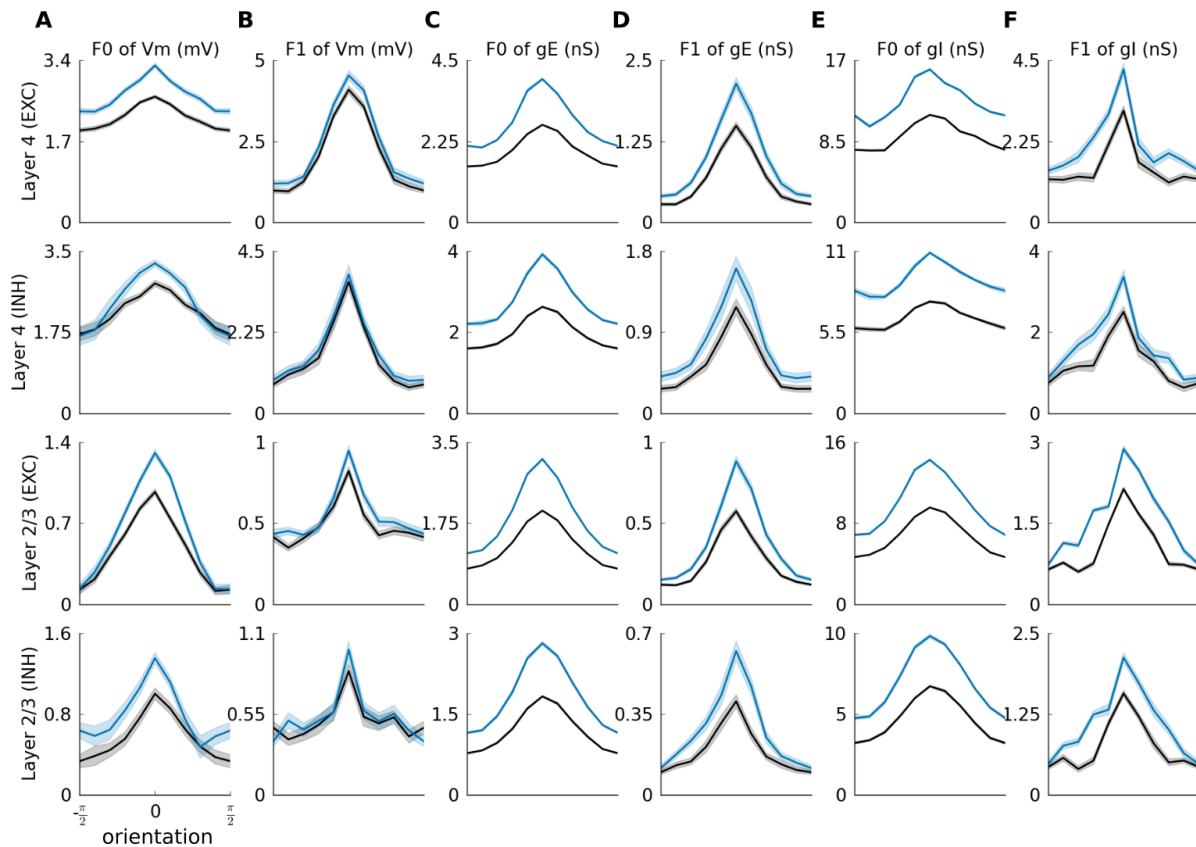 A B C D E F
F0 of Vm (mV) F1 of Vm (mV) F0 of gE (nS) F1 of gE (nS) F0 of gI (nS) F1 of gI (nS)
Layer 4 (EXC)
3.4 5 4.5 2.5 17 4.5
1.7 2.5 2.25 1.25 8.5 2.25
0 0 0 0 0 0
Layer 4 (INH)
3.5 4.5 4 1.8 11 4
1.75 2.25 2 0.9 5.5 2
0 0 0 0 0 0
Layer 2/3 (EXC)
1.4 1 3.5 1 16 3
0.7 0.5 1.75 0.5 8 1.5
0 0 0 0 0 0
Layer 2/3 (INH)
1.6 1.1 3 0.7 10 2.5
0.8 0.55 1.5 0.35 5 1.25
0 0 0 0 0 0
-π/2 0 π/2
orientation